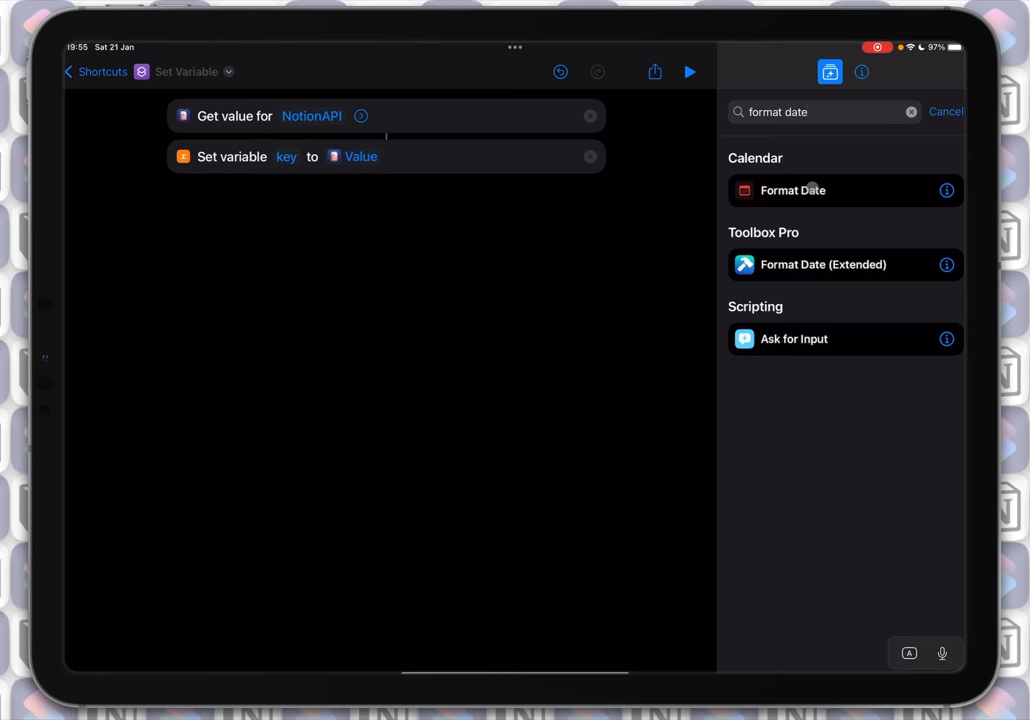 19:55 Sat 21 Jan
97%
Shortcuts Set Variable
format date
Cancel
Get value for NotionAPI
Set variable key to Value
Calendar
Format Date
Toolbox Pro
Format Date (Extended)
Scripting
Ask for Input
A